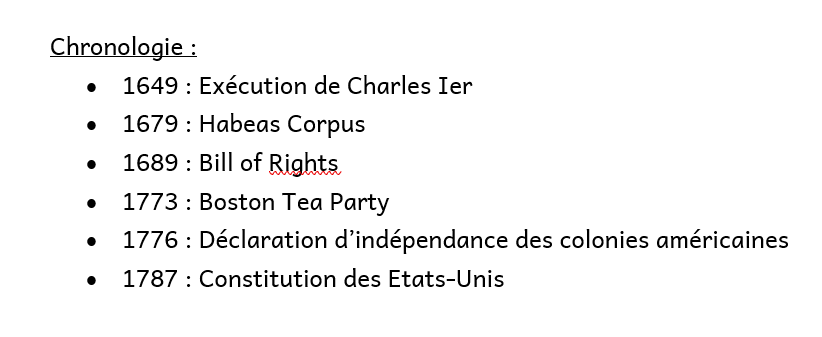 Chronologie :
• 1649 : Exécution de Charles Ier
• 1679 : Habeas Corpus
• 1689 : Bill of Rights
• 1773 : Boston Tea Party
• 1776 : Déclaration d’indépendance des colonies américaines
• 1787 : Constitution des Etats-Unis